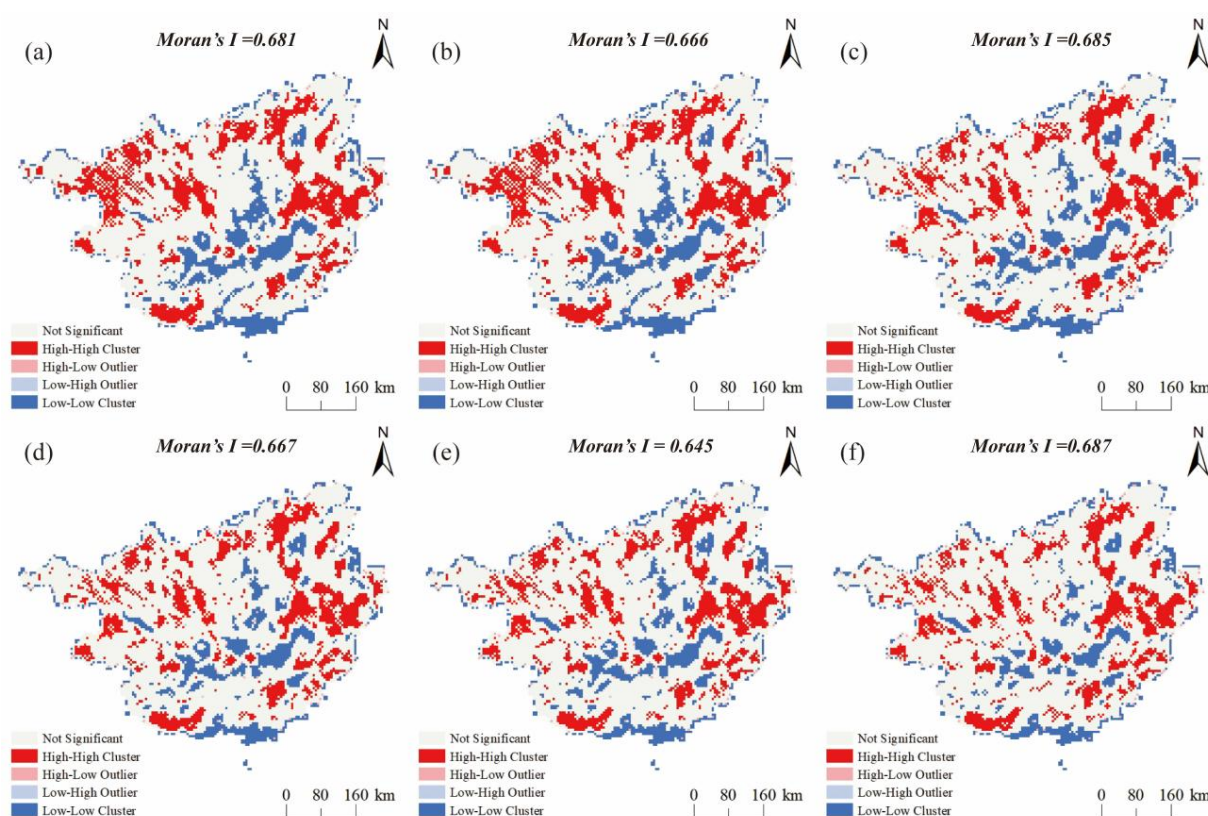 (a)
Moran's I =0.681
N
Not Significant
High-High Cluster
High-Low Outlier
Low-High Outlier
Low-Low Cluster
0 80 160 km
(b)
Moran's I =0.666
N
Not Significant
High-High Cluster
High-Low Outlier
Low-High Outlier
Low-Low Cluster
0 80 160 km
(c)
Moran's I =0.685
N
Not Significant
High-High Cluster
High-Low Outlier
Low-High Outlier
Low-Low Cluster
0 80 160 km
(d)
Moran's I =0.667
N
Not Significant
High-High Cluster
High-Low Outlier
Low-High Outlier
Low-Low Cluster
0 80 160 km
(e)
Moran's I = 0.645
N
Not Significant
High-High Cluster
High-Low Outlier
Low-High Outlier
Low-Low Cluster
0 80 160 km
(f)
Moran's I =0.687
N
Not Significant
High-High Cluster
High-Low Outlier
Low-High Outlier
Low-Low Cluster
0 80 160 km